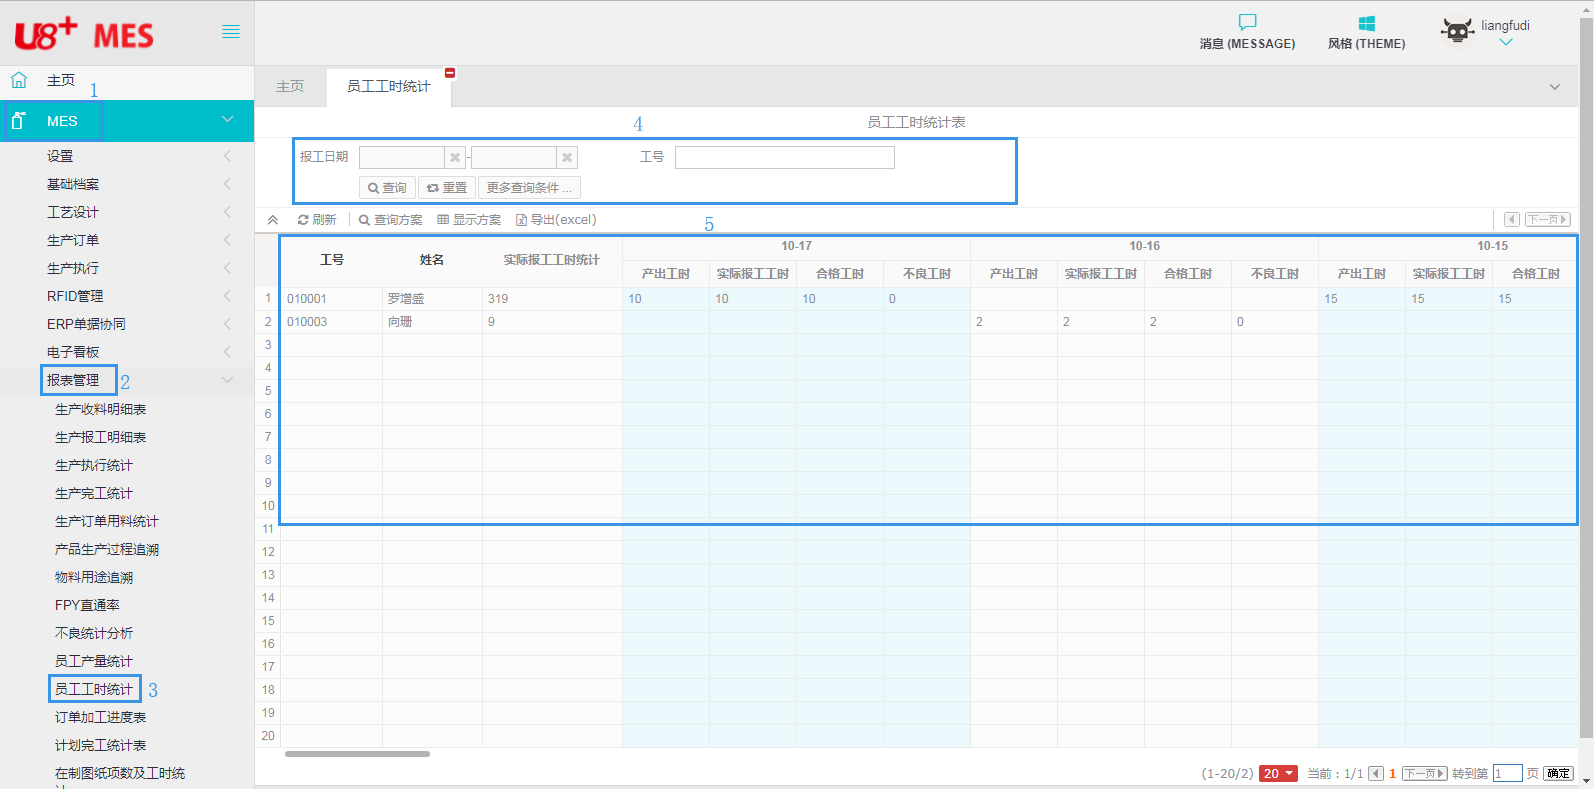 U8+ MES
消息 (MESSAGE)
风格 (THEME)
liangfudi
主页
1
MES
设置
基础档案
工艺设计
生产订单
生产执行
RFID管理
ERP单据协同
电子看板
报表管理
2
生产收料明细表
生产报工明细表
生产执行统计
生产完工统计
生产订单用料统计
产品生产过程追溯
物料用途追溯
FPY直通率
不良统计分析
员工产量统计
员工工时统计
3
订单加工进度表
计划完工统计表
在制图纸项数及工时统
主页
员工工时统计
4
员工工时统计表
报工日期 - 工号
查询 重置 更多查询条件 ...
刷新 查询方案 显示方案 导出(excel)
5
下一页
10-17 10-16 10-15
工号 姓名 实际报工工时统计
产出工时 实际报工工时 合格工时 不良工时 产出工时 实际报工工时 合格工时 不良工时 产出工时 实际报工工时 合格工时
1 010001 罗增盛 319 10 10 10 0 15 15 15
2 010003 向珊 9 2 2 2 0
3
4
5
6
7
8
9
10
11
12
13
14
15
16
17
18
19
20
(1-20/2) 20 当前：1/1 1 下一页 转到第 1 页 确定